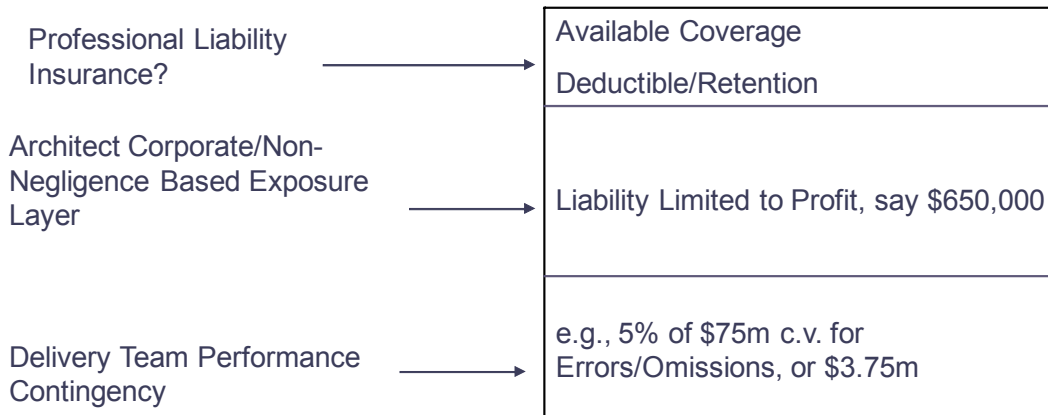 Professional Liability
Insurance?
Available Coverage
Deductible/Retention
Architect Corporate/Non-
Negligence Based Exposure
Layer
Liability Limited to Profit, say $650,000
Delivery Team Performance
Contingency
e.g., 5% of $75m c.v. for
Errors/Omissions, or $3.75m